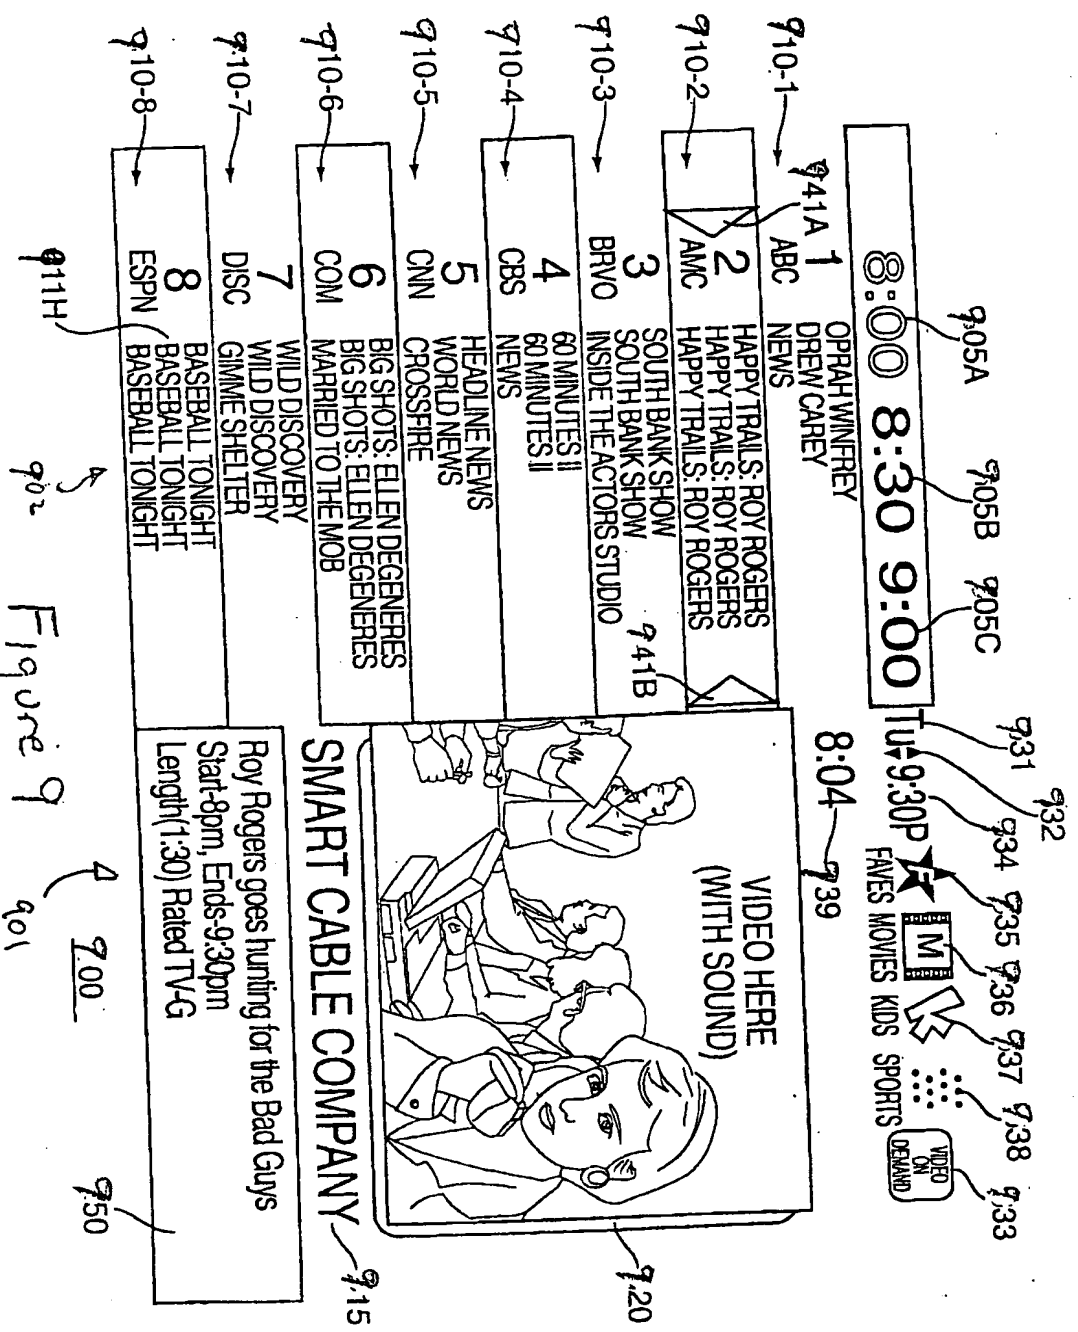 905A 905B 905C 931 932 934 935 936 937 938 933
8:00 8:30 9:00 Tu 9:30P F M VIDEO ON DEMAND
FAVES MOVIES KIDS SPORTS
8:04 939
910-1
941A
1
ABC
OPRAH WINFREY
DREW CAREY
NEWS
910-2
2
AMC
HAPPY TRAILS: ROY ROGERS
HAPPY TRAILS: ROY ROGERS
HAPPY TRAILS: ROY ROGERS
941B
910-3
3
BRVO
SOUTH BANK SHOW
SOUTH BANK SHOW
INSIDE THE ACTORS STUDIO
910-4
4
CBS
60 MINUTES II
60 MINUTES II
NEWS
910-5
5
CNN
HEADLINE NEWS
WORLD NEWS
CROSSFIRE
910-6
6
COM
BIG SHOTS: ELLEN DEGENERES
BIG SHOTS: ELLEN DEGENERES
MARRIED TO THE MOB
910-7
7
DISC
WILD DISCOVERY
WILD DISCOVERY
GIMME SHELTER
910-8
8
ESPN
BASEBALL TONIGHT
BASEBALL TONIGHT
BASEBALL TONIGHT
911H
VIDEO HERE
(WITH SOUND)
920
SMART CABLE COMPANY
915
Roy Rogers goes hunting for the Bad Guys
Start-8pm, Ends-9:30pm
Length(1:30) Rated TV-G
950
902
901
900
Figure 9